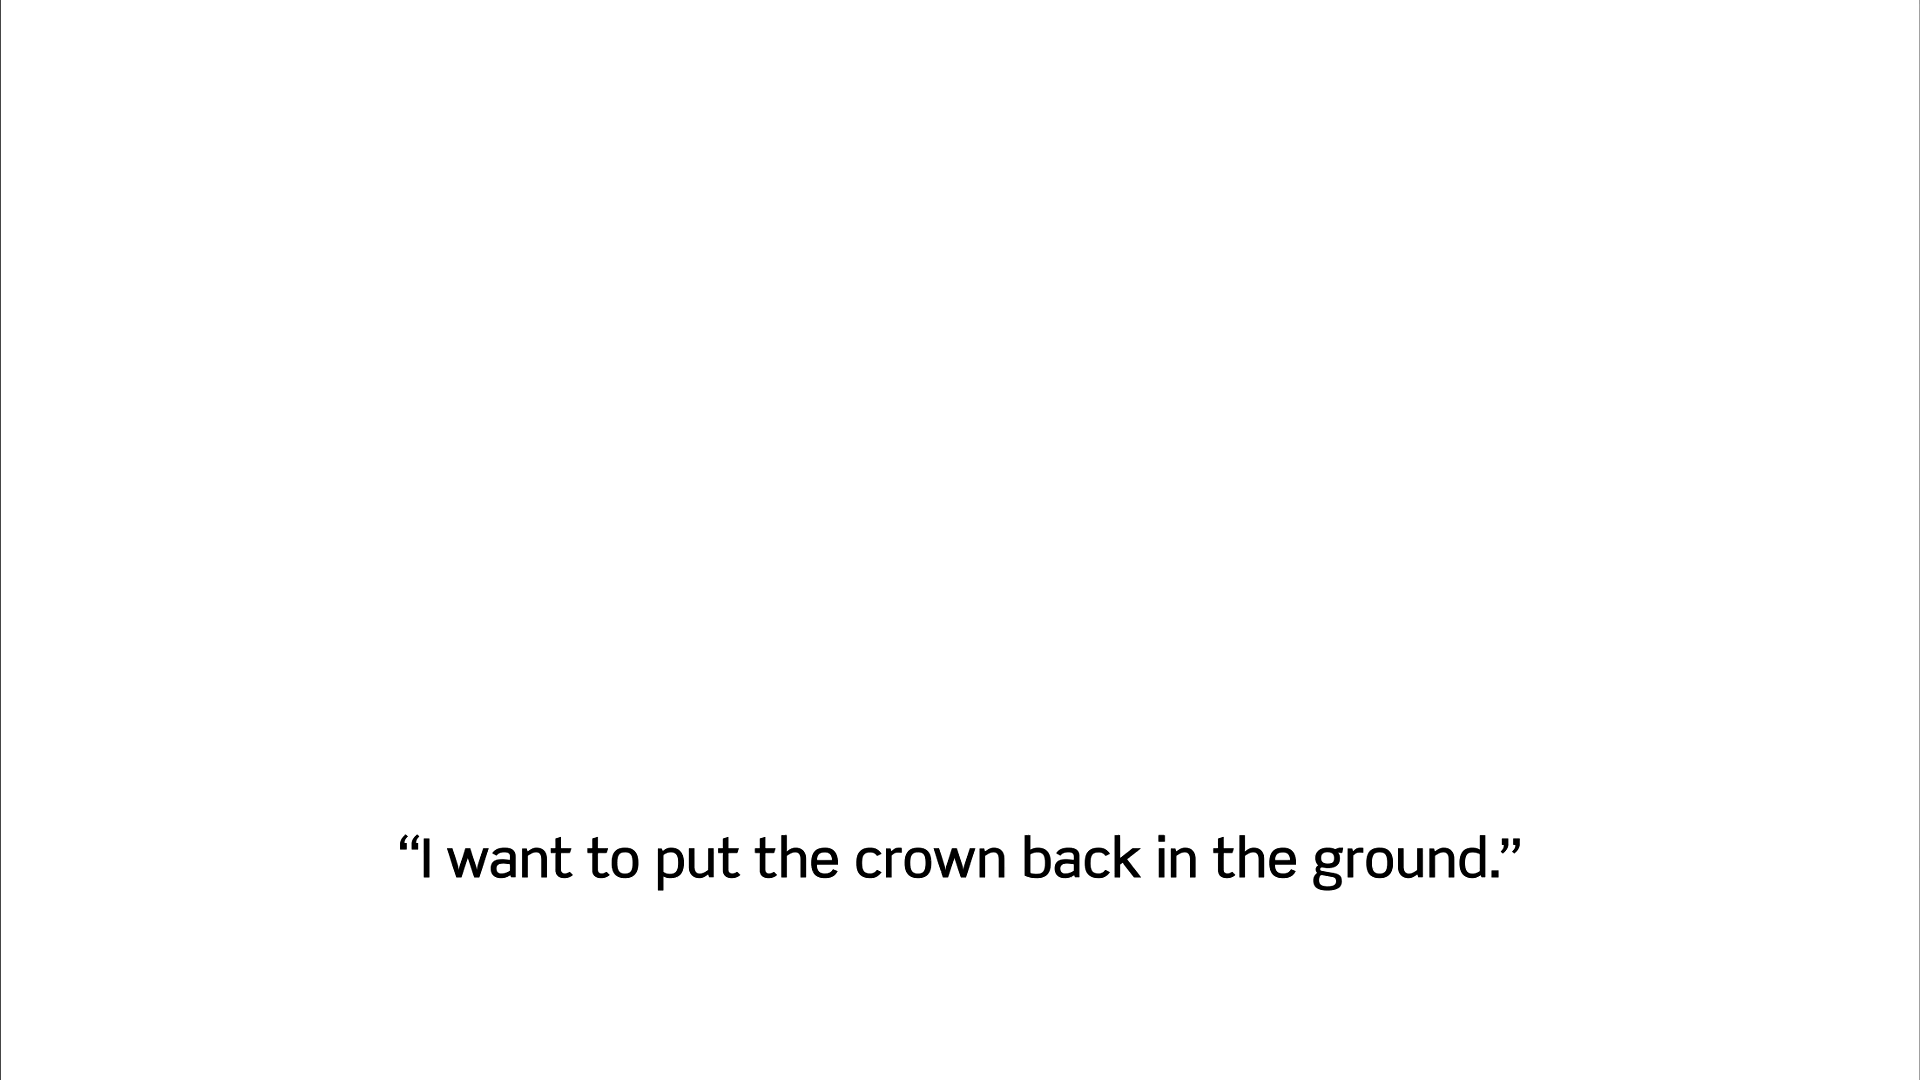 “I want to put the crown back in the ground.”